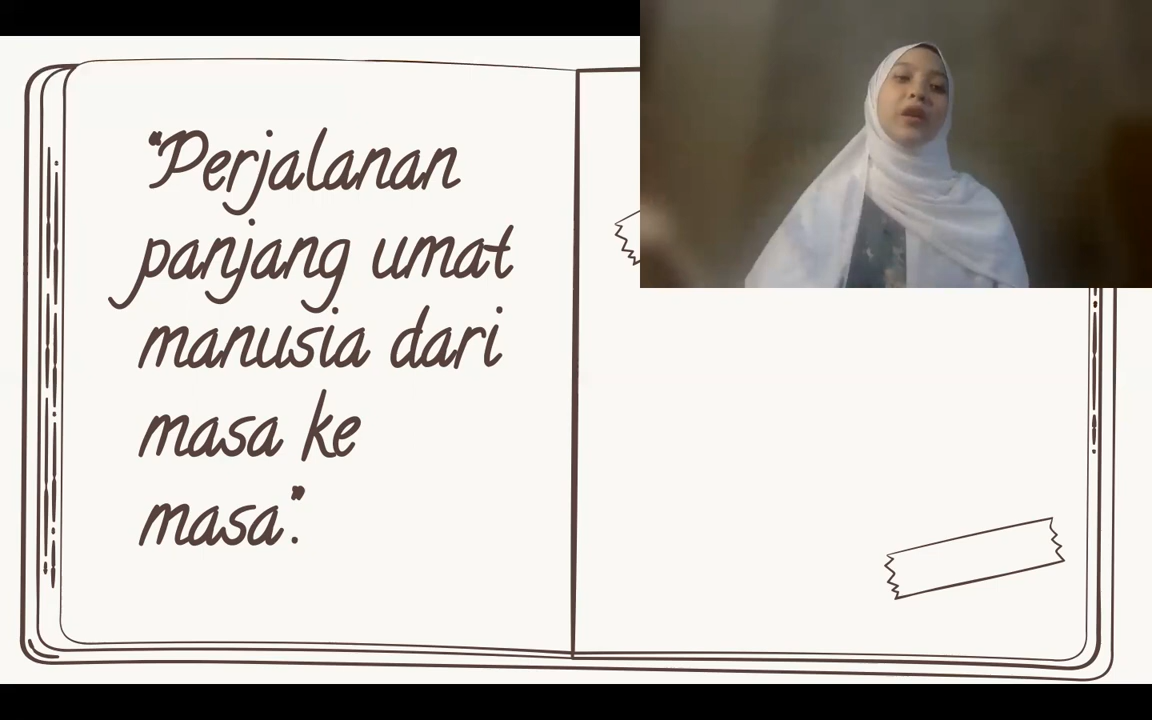 "Perjalanan
panjang umat
manusia dari
masa ke
masa".